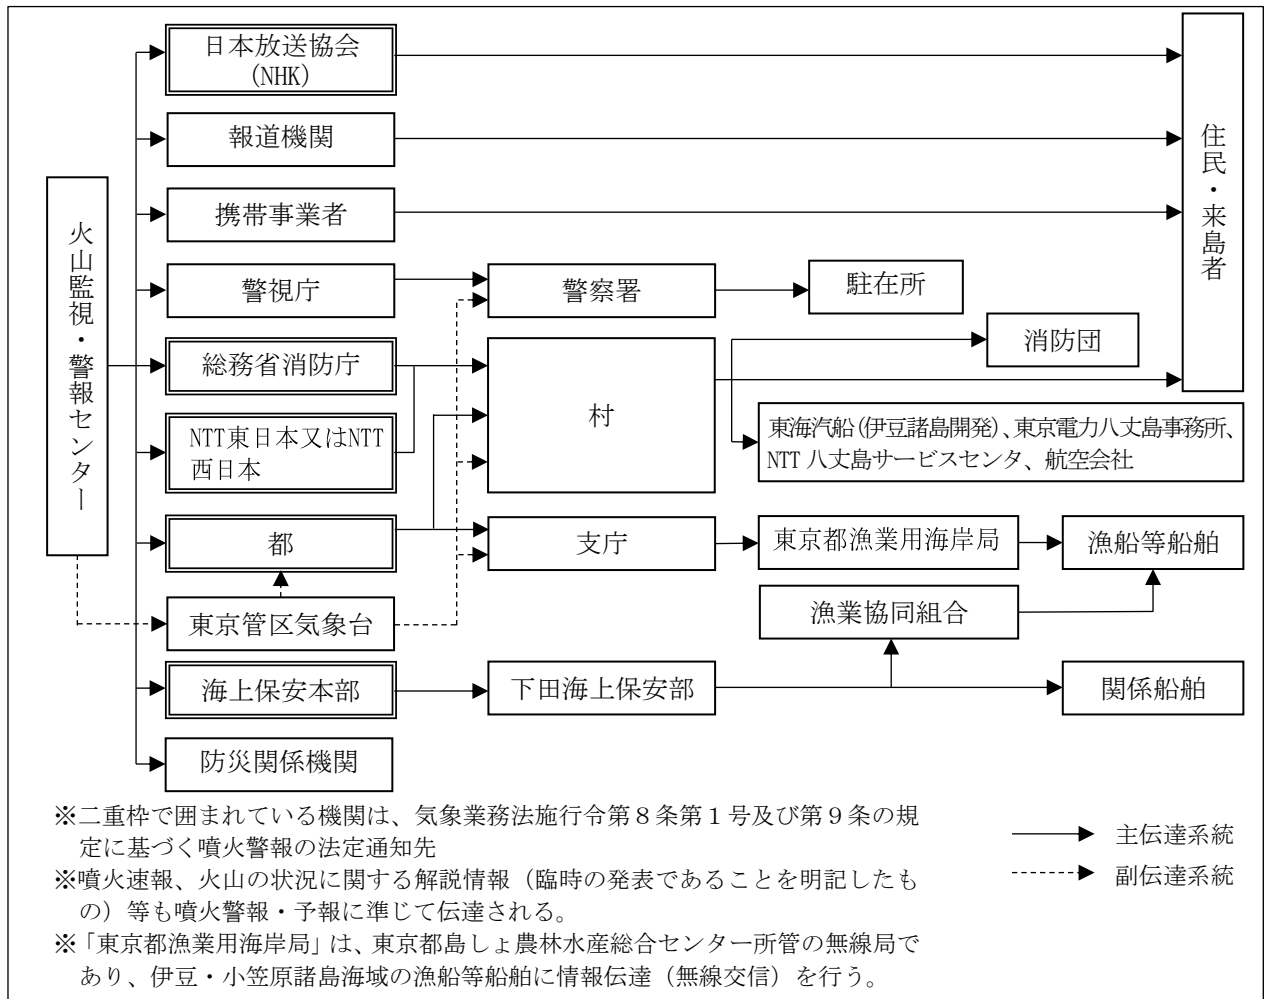 日本放送協会
(NHK)
報道機関
携帯事業者
住民・来島者
火山監視・警報センター
警視庁
警察署
駐在所
総務省消防庁
村
消防団
NTT東日本又はNTT
西日本
東海汽船(伊豆諸島開発)、東京電力八丈島事務所、
NTT 八丈島サービスセンタ、航空会社
都
支庁
東京都漁業用海岸局
漁船等船舶
東京管区気象台
漁業協同組合
海上保安本部
下田海上保安部
関係船舶
防災関係機関
※二重枠で囲まれている機関は、気象業務法施行令第８条第１号及び第９条の規
定に基づく噴火警報の法定通知先
※噴火速報、火山の状況に関する解説情報（臨時の発表であることを明記したも
の）等も噴火警報・予報に準じて伝達される。
※「東京都漁業用海岸局」は、東京都島しょ農林水産総合センター所管の無線局で
あり、伊豆・小笠原諸島海域の漁船等船舶に情報伝達（無線交信）を行う。
主伝達系統
副伝達系統